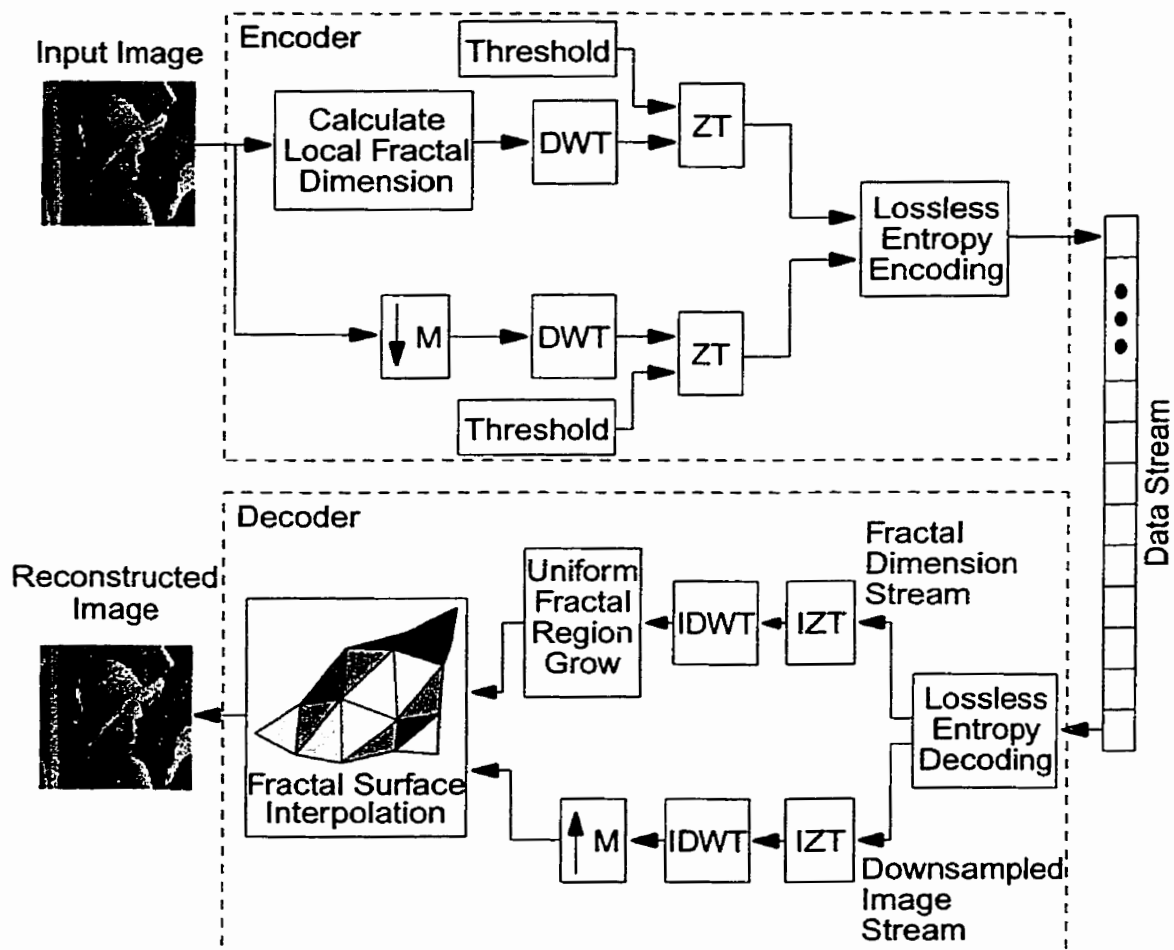 Encoder
Input Image
Threshold
Calculate
Local Fractal
Dimension
DWT
ZT
Lossless
Entropy
Encoding
↓ M
DWT
ZT
Threshold
Data Stream
Decoder
Reconstructed
Image
Uniform
Fractal
Region
Grow
IDWT
IZT
Fractal
Dimension
Stream
Lossless
Entropy
Decoding
Fractal Surface
Interpolation
↑ M
IDWT
IZT
Downsampled
Image
Stream